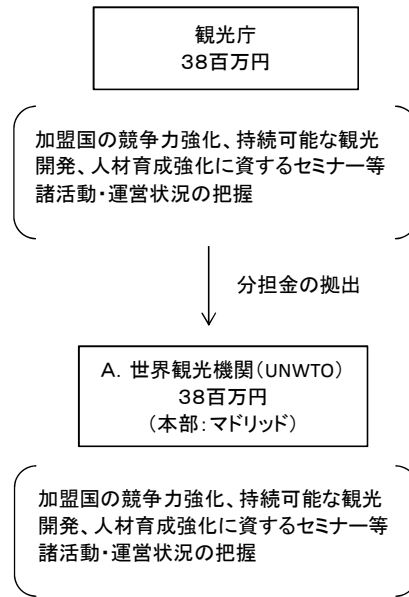 観光庁
38百万円
加盟国の競争力強化、持続可能な観光
開発、人材育成強化に資するセミナー等
諸活動・運営状況の把握
分担金の拠出
A. 世界観光機関(UNWTO)
38百万円
(本部:マドリッド)
加盟国の競争力強化、持続可能な観光
開発、人材育成強化に資するセミナー等
諸活動・運営状況の把握